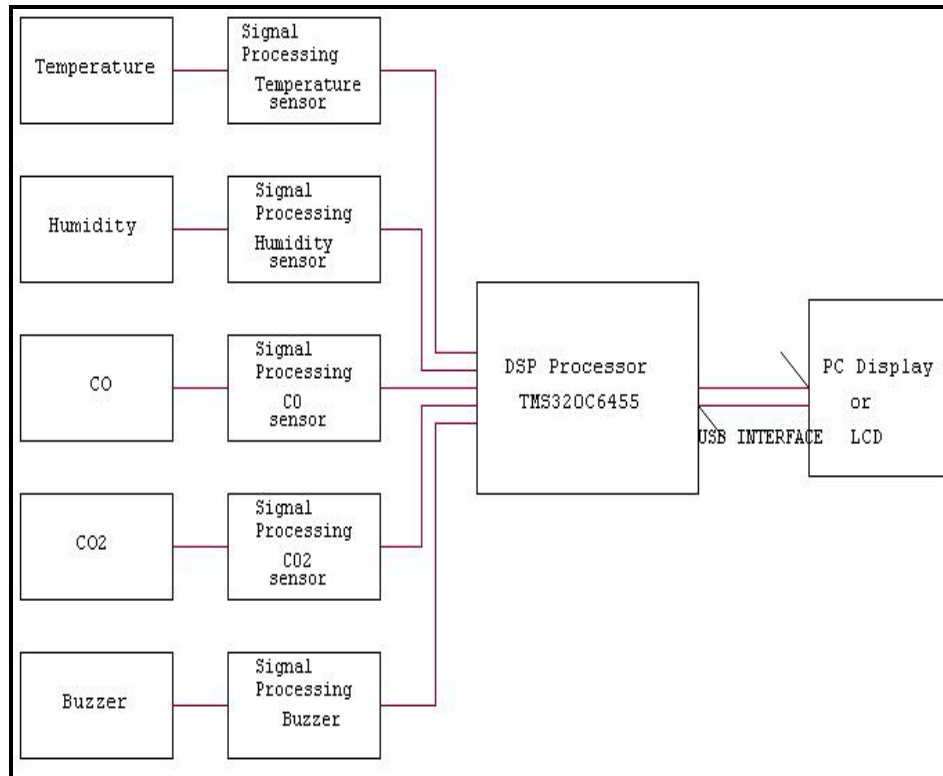 Temperature
Signal
Processing
Temperature
sensor
Humidity
Signal
Processing
Humidity
sensor
CO
Signal
Processing
CO
sensor
CO2
Signal
Processing
CO2
sensor
Buzzer
Signal
Processing
Buzzer
DSP Processor
TMS320C6455
USB INTERFACE
PC Display
or
LCD